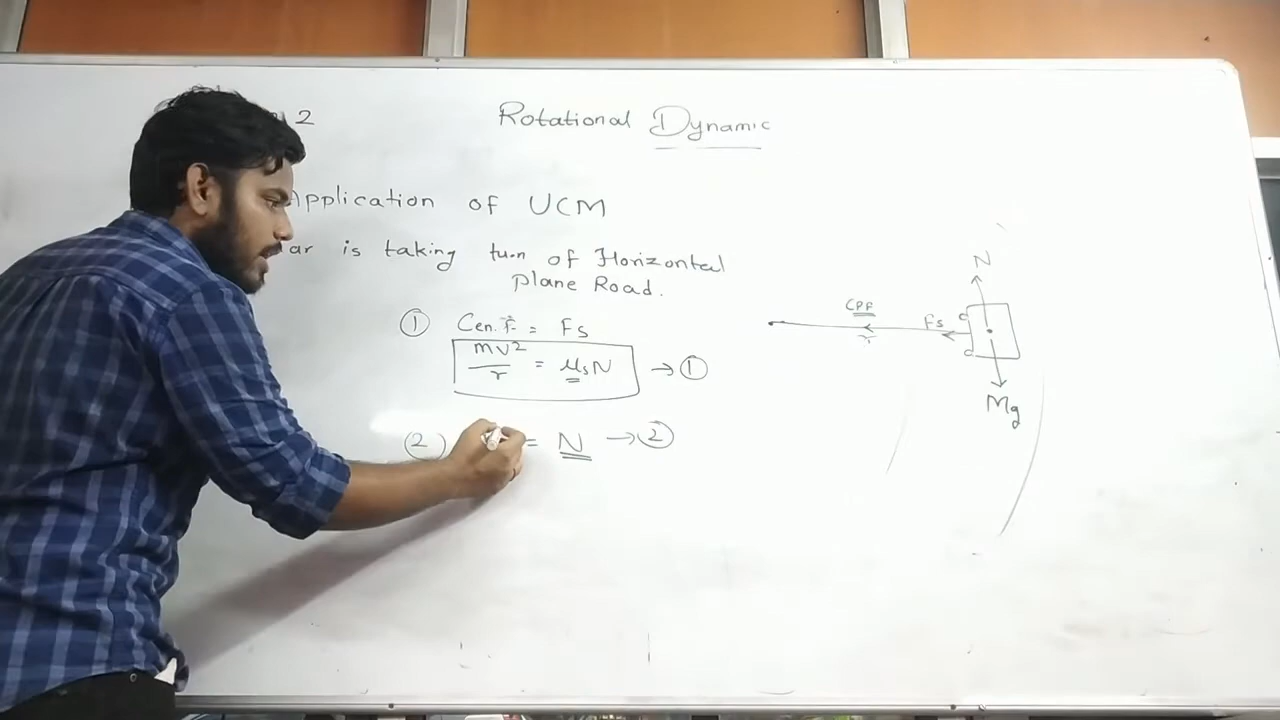 2
Rotational Dynamic
Application of UCM
ar is taking turn of Horizontal
plane Road.
① Cen. F. = Fs
mv²/r = μsN → ①
② = N → ②
N
CPF
Fs
r
Mg